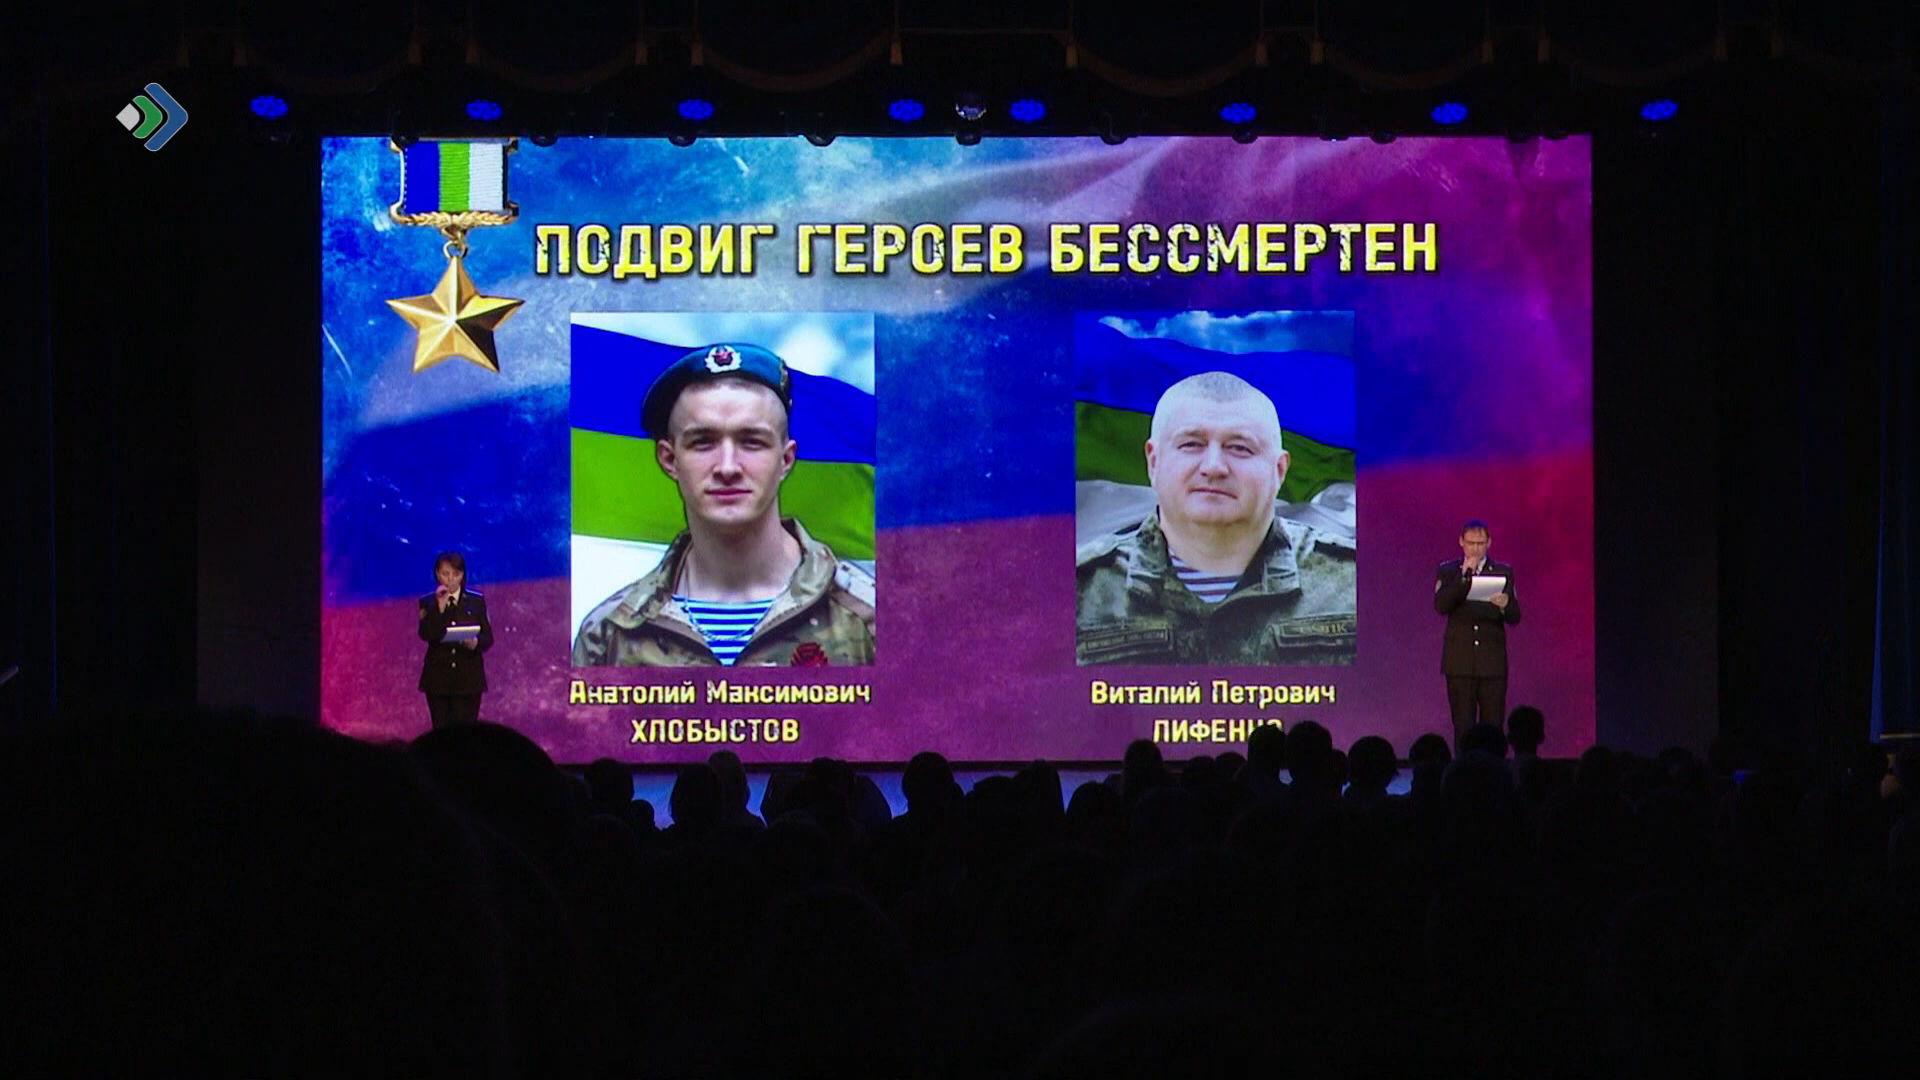 ПОДВИГ ГЕРОЕВ БЕССМЕРТЕН
Анатолий Максимович
ХЛОБЫСТОВ
Виталий Петрович